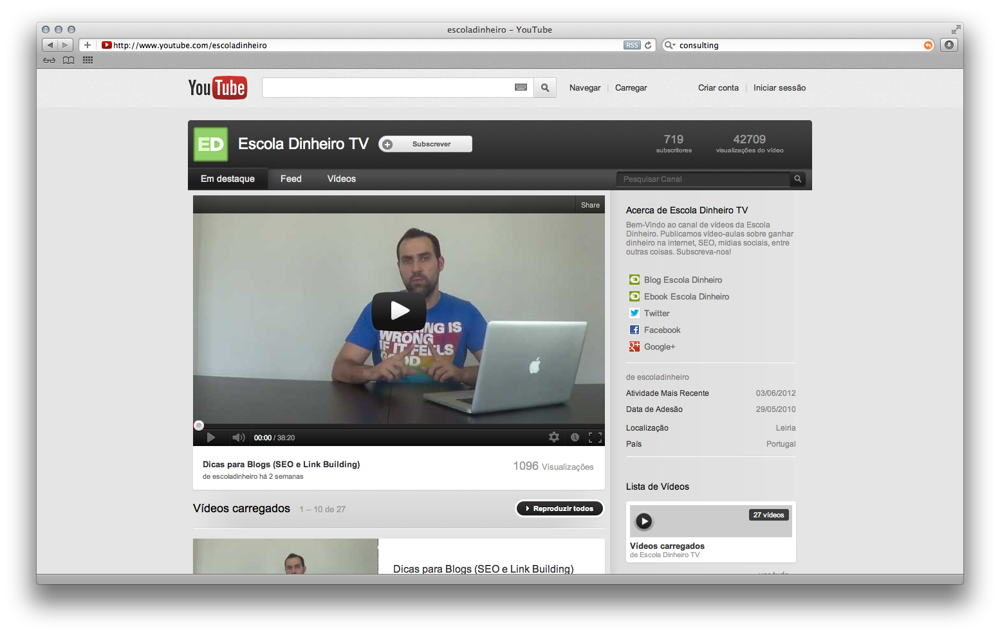 escoladinheiro – YouTube
http://www.youtube.com/escoladinheiro
RSS
consulting
YouTube
Navegar
Carregar
Criar conta
Iniciar sessão
ED
Escola Dinheiro TV
Subscrever
719
subscritores
42709
visualizações do vídeo
Em destaque
Feed
Vídeos
Pesquisar Canal
Share
IS
WRONG
IF IT FEELS
00:00 / 38:20
Dicas para Blogs (SEO e Link Building)
de escoladinheiro há 2 semanas
1096 Visualizações
Vídeos carregados
1 – 10 de 27
Reproduzir todos
Dicas para Blogs (SEO e Link Building)
Acerca de Escola Dinheiro TV
Bem-Vindo ao canal de vídeos da Escola
Dinheiro. Publicamos vídeo-aulas sobre ganhar
dinheiro na internet, SEO, mídias sociais, entre
outras coisas. Subscreva-nos!
Blog Escola Dinheiro
Ebook Escola Dinheiro
Twitter
Facebook
Google+
de escoladinheiro
Atividade Mais Recente
03/06/2012
Data de Adesão
29/05/2010
Localização
Leiria
País
Portugal
Lista de Vídeos
27 vídeos
Vídeos carregados
de Escola Dinheiro TV